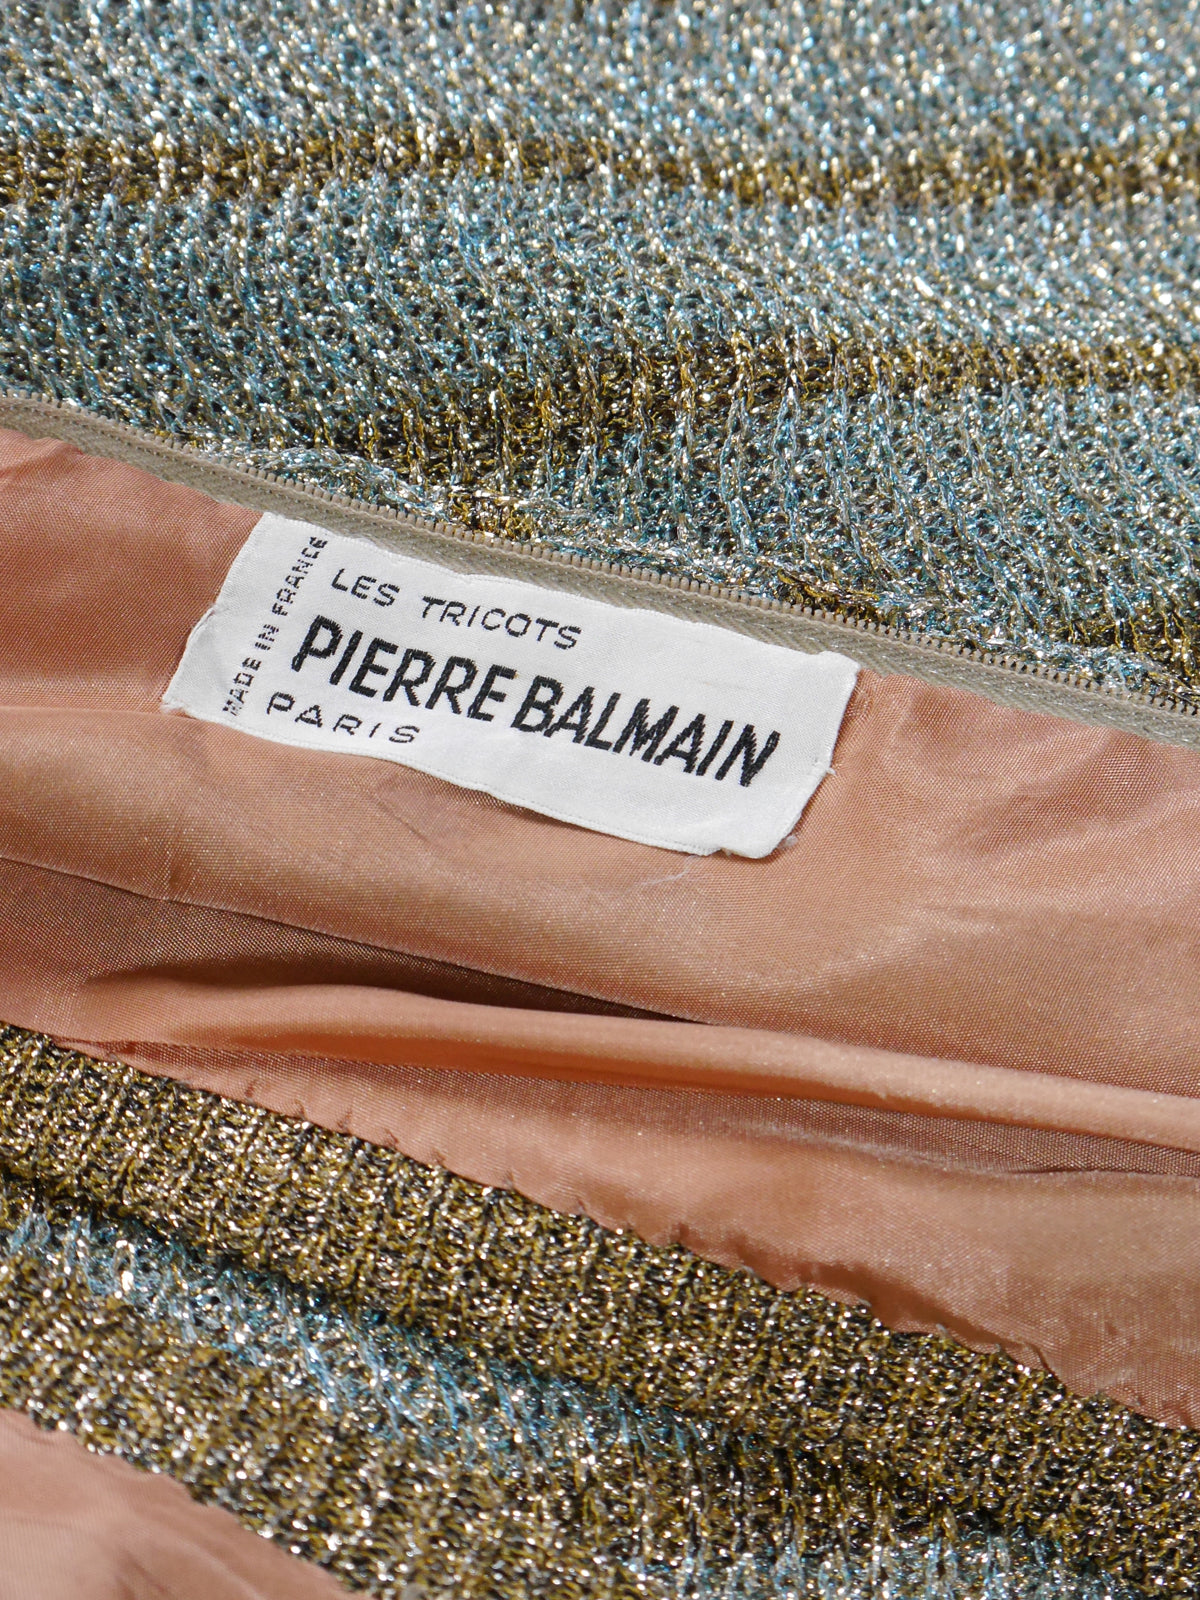 MADE IN FRANCE
LES TRICOTS
PIERRE BALMAIN
PARIS